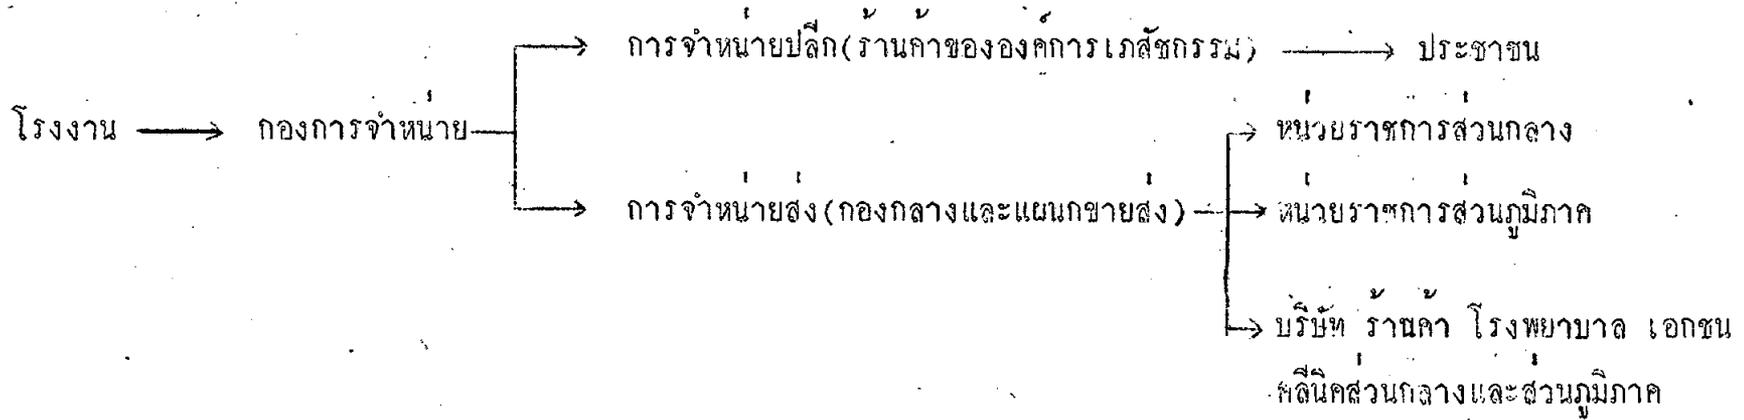 การจำหน่ายปลีก(ร้านค้าขององค์การเภสัชกรรม) ประชาชน
โรงงาน กองการจำหน่าย
หน่วยราชการส่วนกลาง
การจำหน่ายส่ง(กองกลางและแผนกขายส่ง) หน่วยราชการส่วนภูมิภาค
บริษัท ร้านค้า โรงพยาบาล เอกชน
คลีนิคส่วนกลางและส่วนภูมิภาค